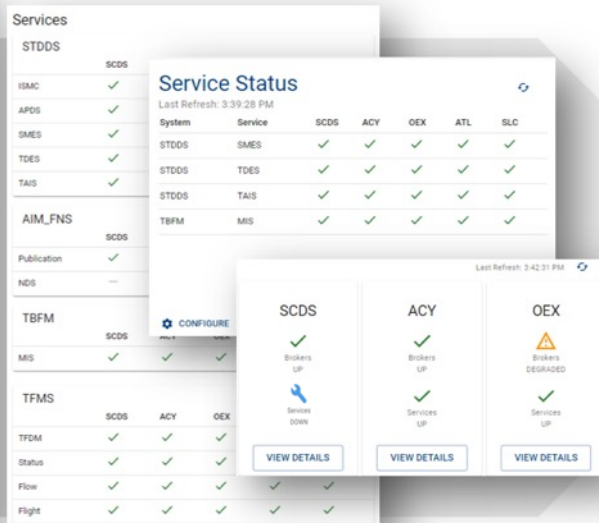 Services
STDDS
SCDS
ISMC
APDS
SMES
TDES
TAIS
AIM_FNS
SCDS
Publication
NDS
TBFM
SCDS ACY OEX
MIS
TFMS
SCDS ACY OEX
TFDM
Status
Flow
Flight
Service Status
Last Refresh: 3:39:28 PM
System Service SCDS ACY OEX ATL SLC
STDDS SMES
STDDS TDES
STDDS TAIS
TBFM MIS
CONFIGURE
Last Refresh: 3:42:31 PM
SCDS ACY OEX
Brokers Brokers Brokers
UP UP DEGRADED
Services Services Services
DOWN UP UP
VIEW DETAILS VIEW DETAILS VIEW DETAILS